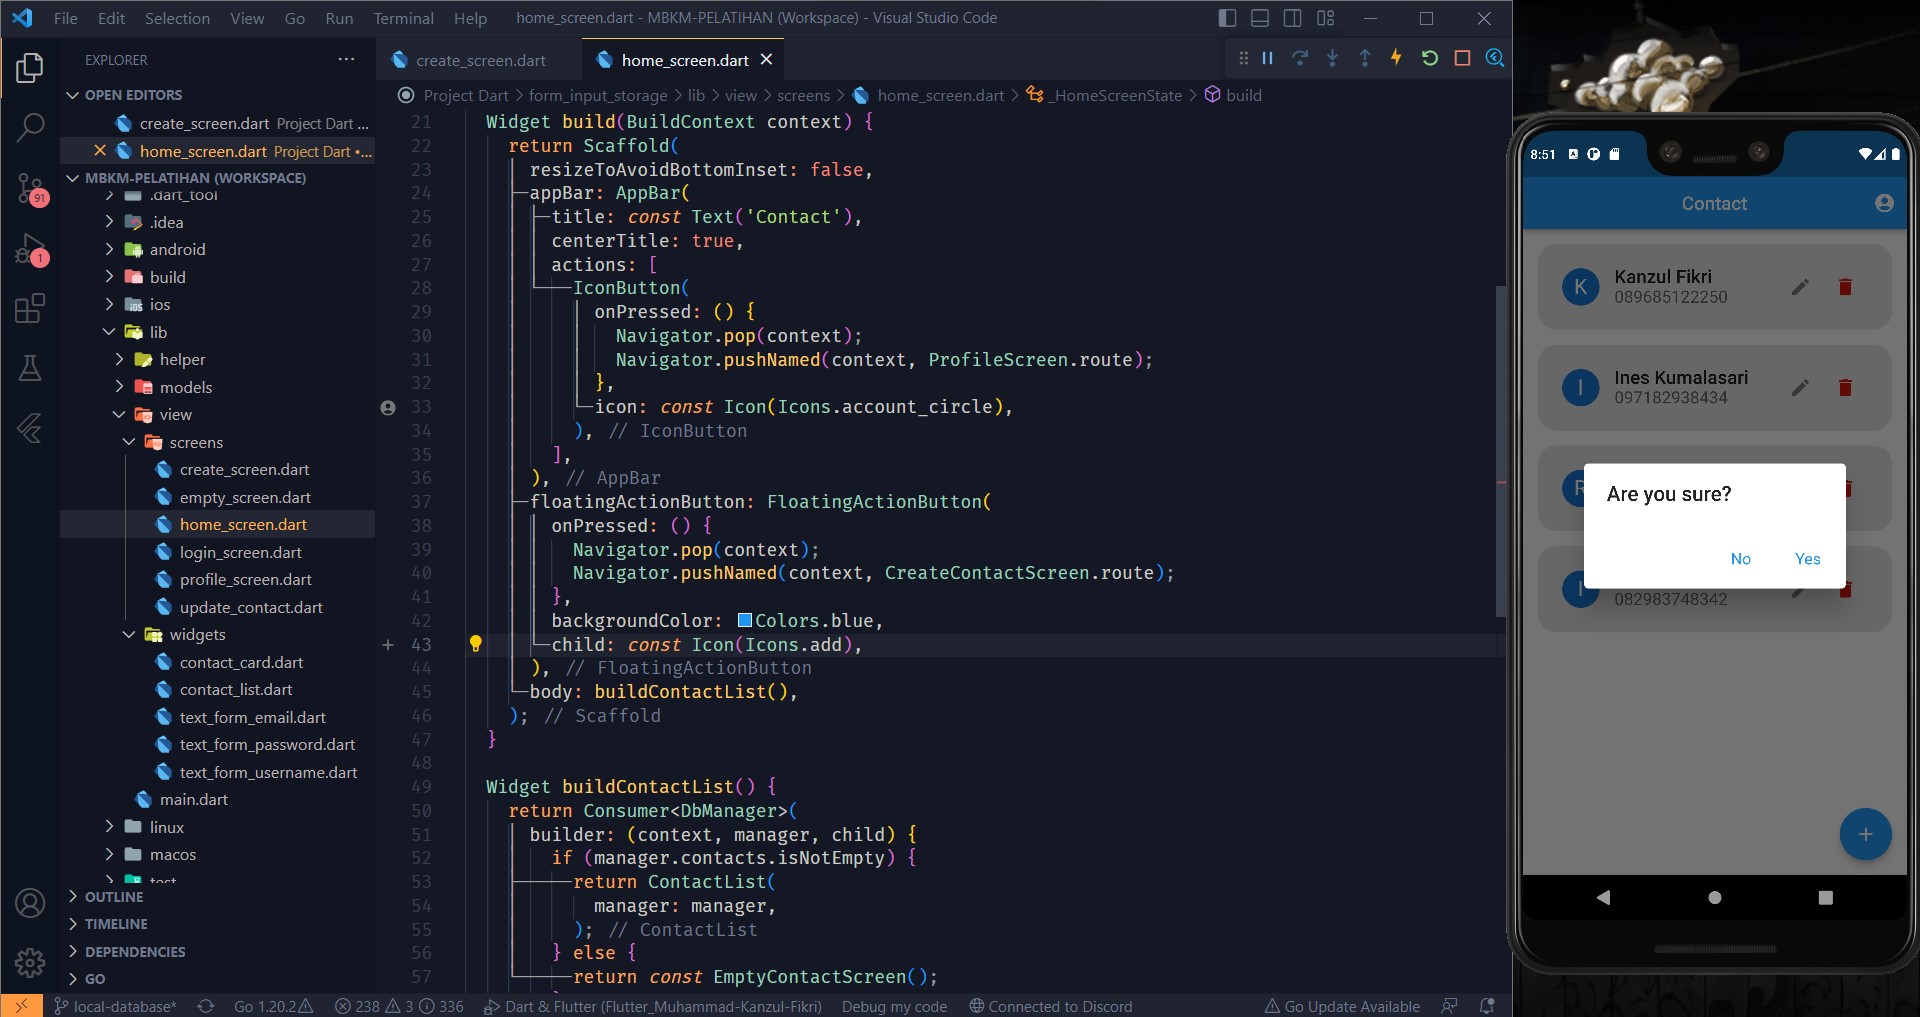 File Edit Selection View Go Run Terminal Help home_screen.dart - MBKM-PELATIHAN (Workspace) - Visual Studio Code
EXPLORER
OPEN EDITORS
create_screen.dart Project Dart ...
home_screen.dart Project Dart •...
MBKM-PELATIHAN (WORKSPACE)
.dart_tool
.idea
android
build
ios
lib
helper
models
view
screens
create_screen.dart
empty_screen.dart
home_screen.dart
login_screen.dart
profile_screen.dart
update_contact.dart
widgets
contact_card.dart
contact_list.dart
text_form_email.dart
text_form_password.dart
text_form_username.dart
main.dart
linux
macos
test
OUTLINE
TIMELINE
DEPENDENCIES
GO
91
1
create_screen.dart home_screen.dart
Project Dart > form_input_storage > lib > view > screens > home_screen.dart > _HomeScreenState > build
21 Widget build(BuildContext context) {
22 return Scaffold(
23 resizeToAvoidBottomInset: false,
24 appBar: AppBar(
25 title: const Text('Contact'),
26 centerTitle: true,
27 actions: [
28 IconButton(
29 onPressed: () {
30 Navigator.pop(context);
31 Navigator.pushNamed(context, ProfileScreen.route);
32 },
33 icon: const Icon(Icons.account_circle),
34 ), // IconButton
35 ],
36 ), // AppBar
37 floatingActionButton: FloatingActionButton(
38 onPressed: () {
39 Navigator.pop(context);
40 Navigator.pushNamed(context, CreateContactScreen.route);
41 },
42 backgroundColor: Colors.blue,
43 child: const Icon(Icons.add),
44 ), // FloatingActionButton
45 body: buildContactList(),
46 ); // Scaffold
47 }
48
49 Widget buildContactList() {
50 return Consumer<DbManager>(
51 builder: (context, manager, child) {
52 if (manager.contacts.isNotEmpty) {
53 return ContactList(
54 manager: manager,
55 ); // ContactList
56 } else {
57 return const EmptyContactScreen();
local-database* Go 1.20.2 238 3 336 Dart & Flutter (Flutter_Muhammad-Kanzul-Fikri) Debug my code Connected to Discord Go Update Available
8:51
Contact
K Kanzul Fikri
089685122250
I Ines Kumalasari
097182938434
R
Are you sure?
No Yes
I
082983748342
+